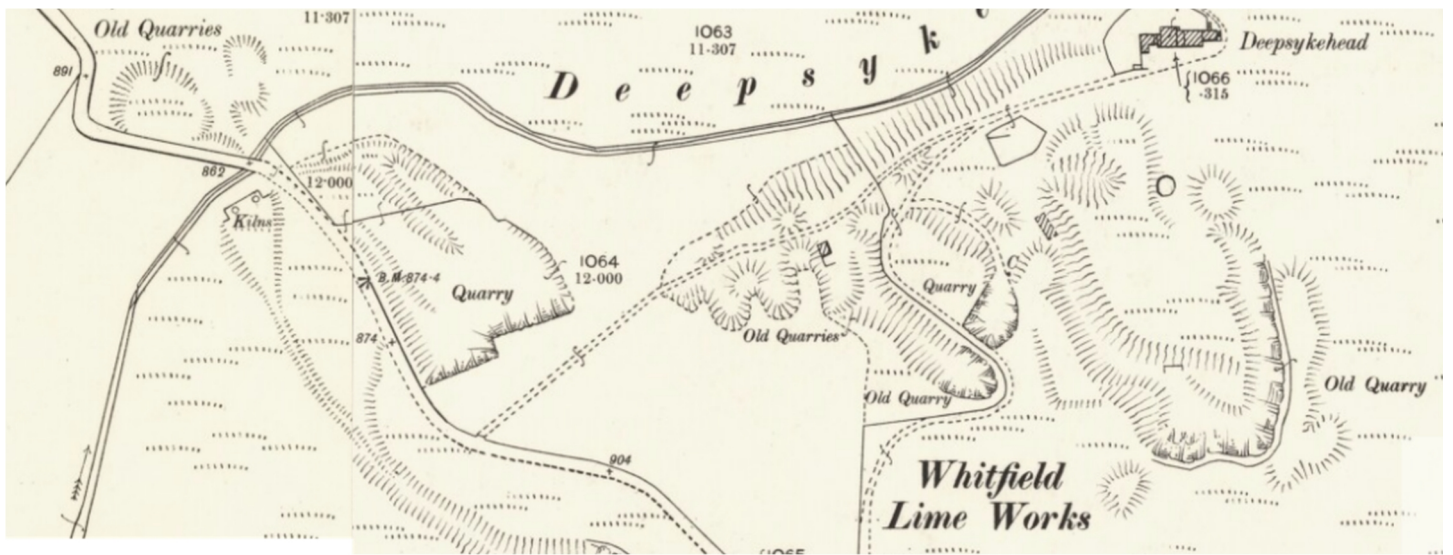 11·307
Old Quarries
1063
11·307
Deepsyk
Deepsykehead
891
1066
·315
862
12·000
Kilns
1064
12·000
B.M. 874·4
Quarry
Quarry
874
Old Quarries
Old Quarry
Old Quarry
904
Whitfield
Lime Works
1065